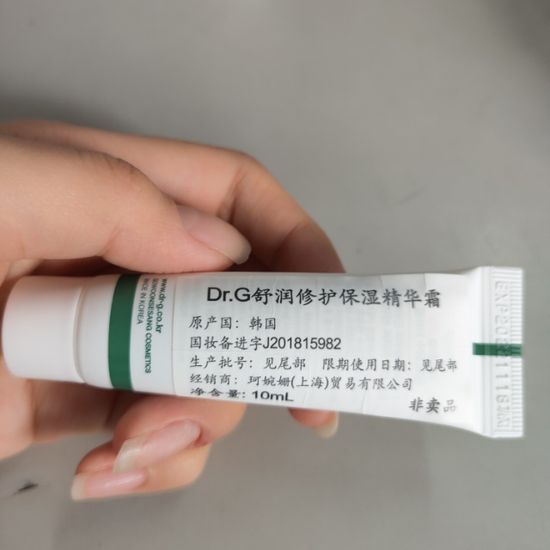 Dr.G舒润修护保湿精华霜
原产国：韩国
国妆备进字J201815982
生产批号：见尾部 限期使用日期：见尾部
经销商：珂婉姗(上海)贸易有限公司
净含量：10mL
非卖品
www.dr-g.co.kr
MADE IN KOREA